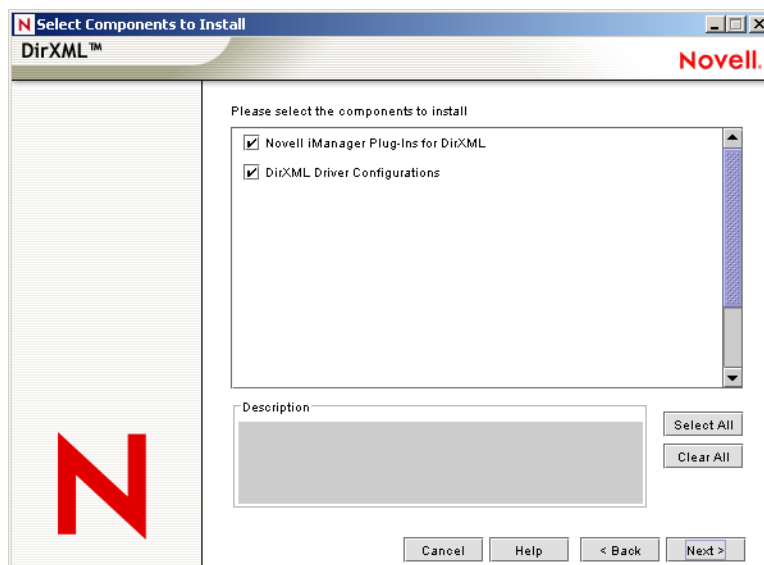 N Select Components to Install
DirXML™
Novell.
Please select the components to install
Novell iManager Plug-Ins for DirXML
DirXML Driver Configurations
Description
Select All
Clear All
N
Cancel
Help
< Back
Next >